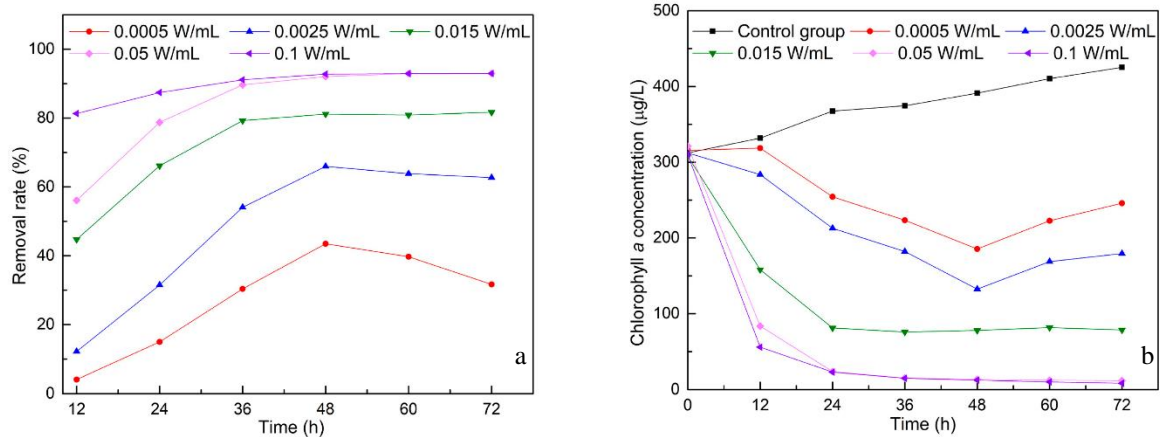 0.0005 W/mL 0.0025 W/mL 0.015 W/mL
0.05 W/mL 0.1 W/mL
100
80
60
40
20
0
Removal rate (%)
12 24 36 48 60 72
Time (h)
a
Control group 0.0005 W/mL 0.0025 W/mL
0.015 W/mL 0.05 W/mL 0.1 W/mL
500
400
300
200
100
0
Chlorophyll a concentration (μg/L)
0 12 24 36 48 60 72
Time (h)
b